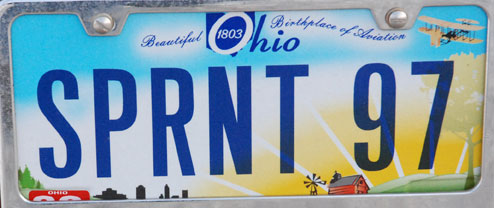 Beautiful Ohio Birthplace of Aviation
1803
SPRNT 97
OHIO